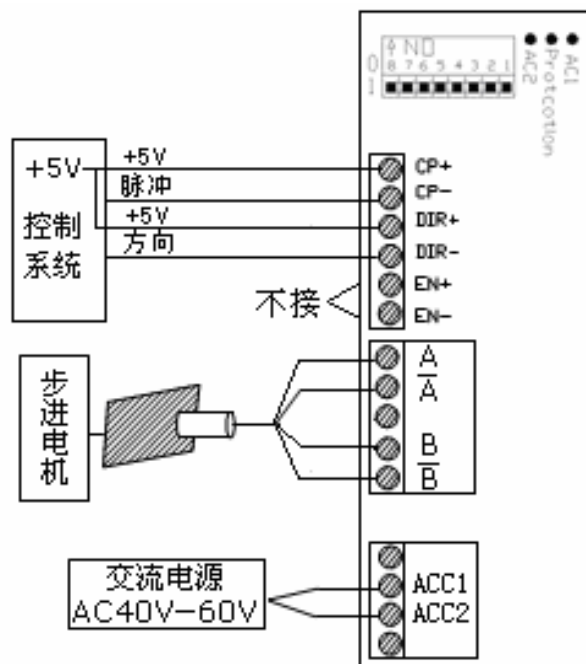 ↑ ND
0 8 7 6 5 4 3 2 1
1
AC2
Protcotion
AC1
+5V
控制
系统
+5V
脉冲
+5V
方向
不接
CP+
CP-
DIR+
DIR-
EN+
EN-
步
进
电
机
A
A̅
B
B̅
交流电源
AC40V-60V
ACC1
ACC2